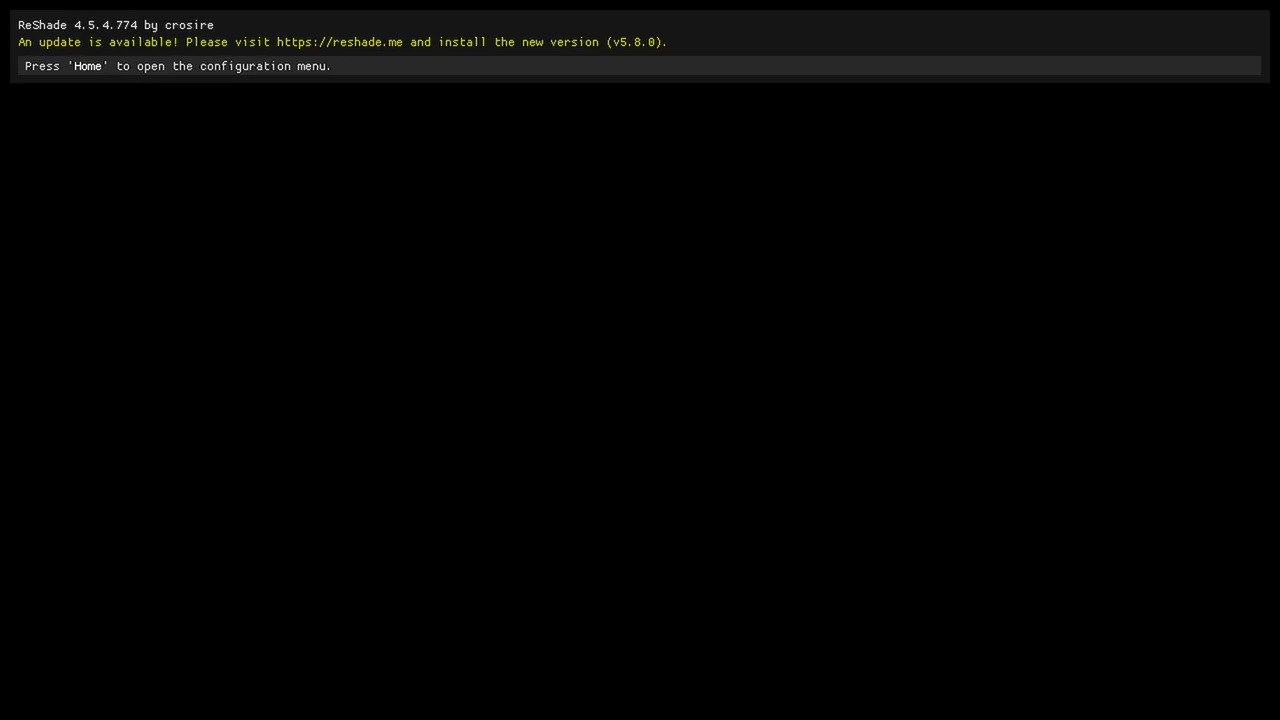 ReShade 4.5.4.774 by crosire
An update is available! Please visit https://reshade.me and install the new version (v5.8.0).
Press 'Home' to open the configuration menu.